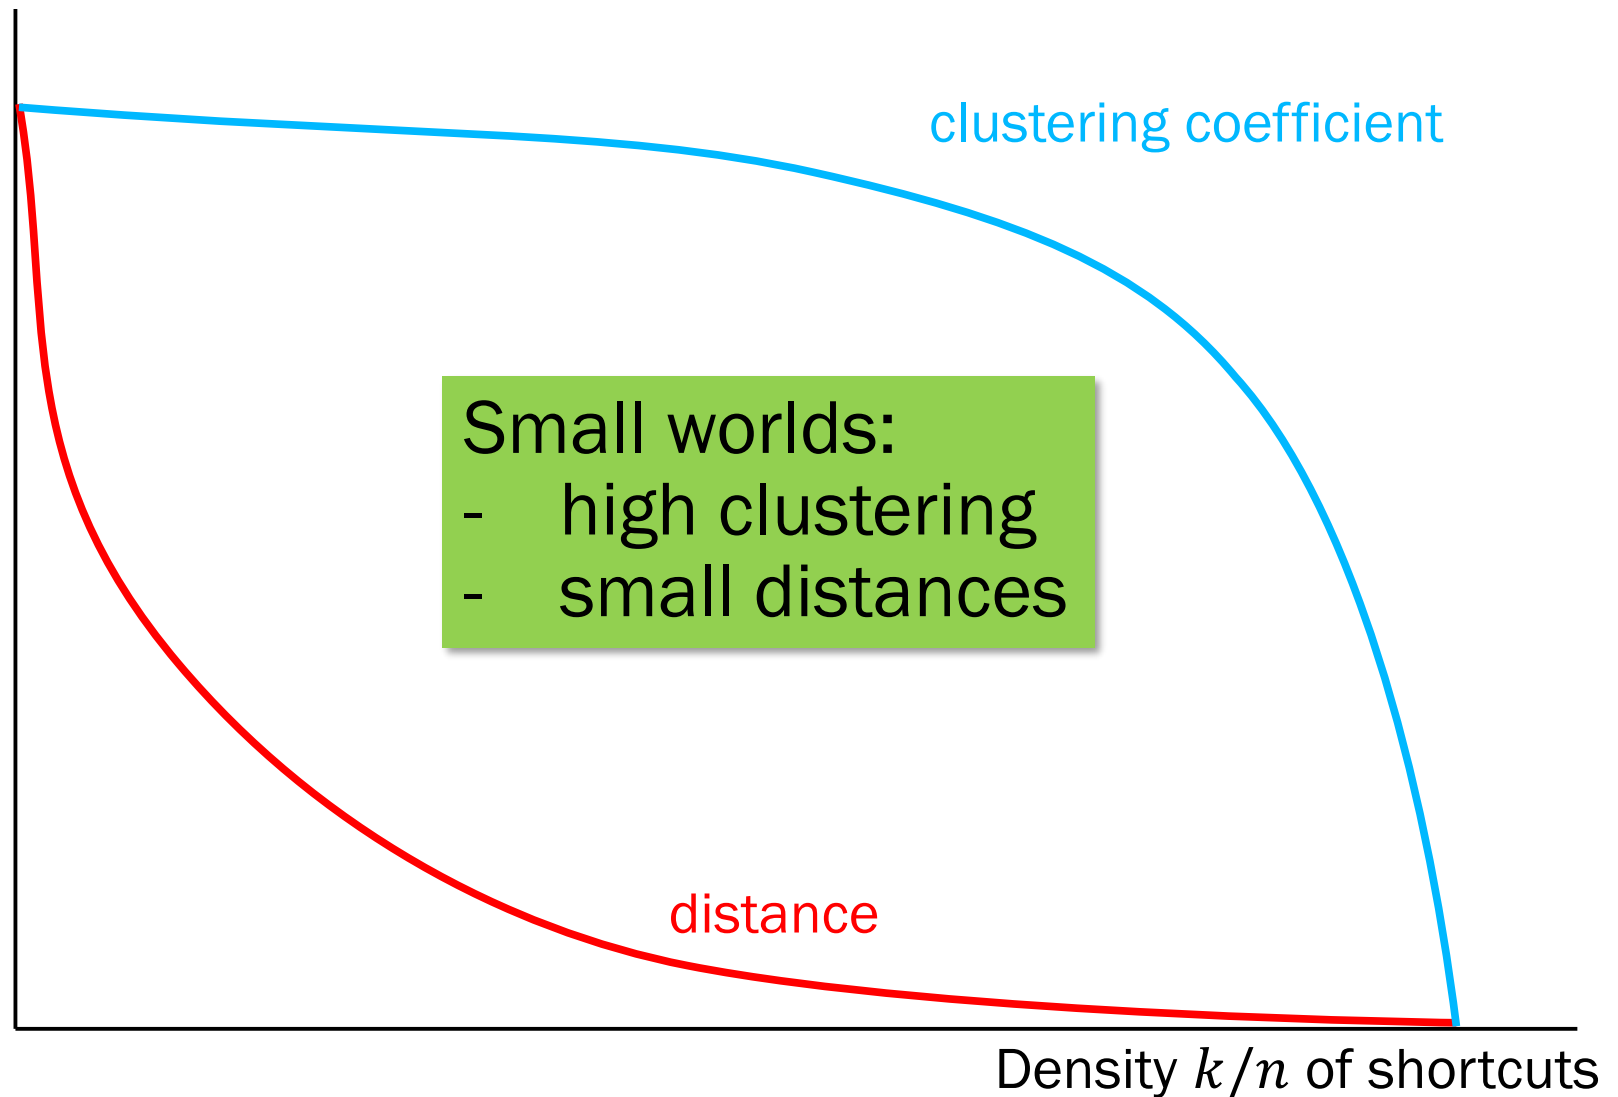 clustering coefficient
Small worlds:
- high clustering
- small distances
distance
Density k/n of shortcuts